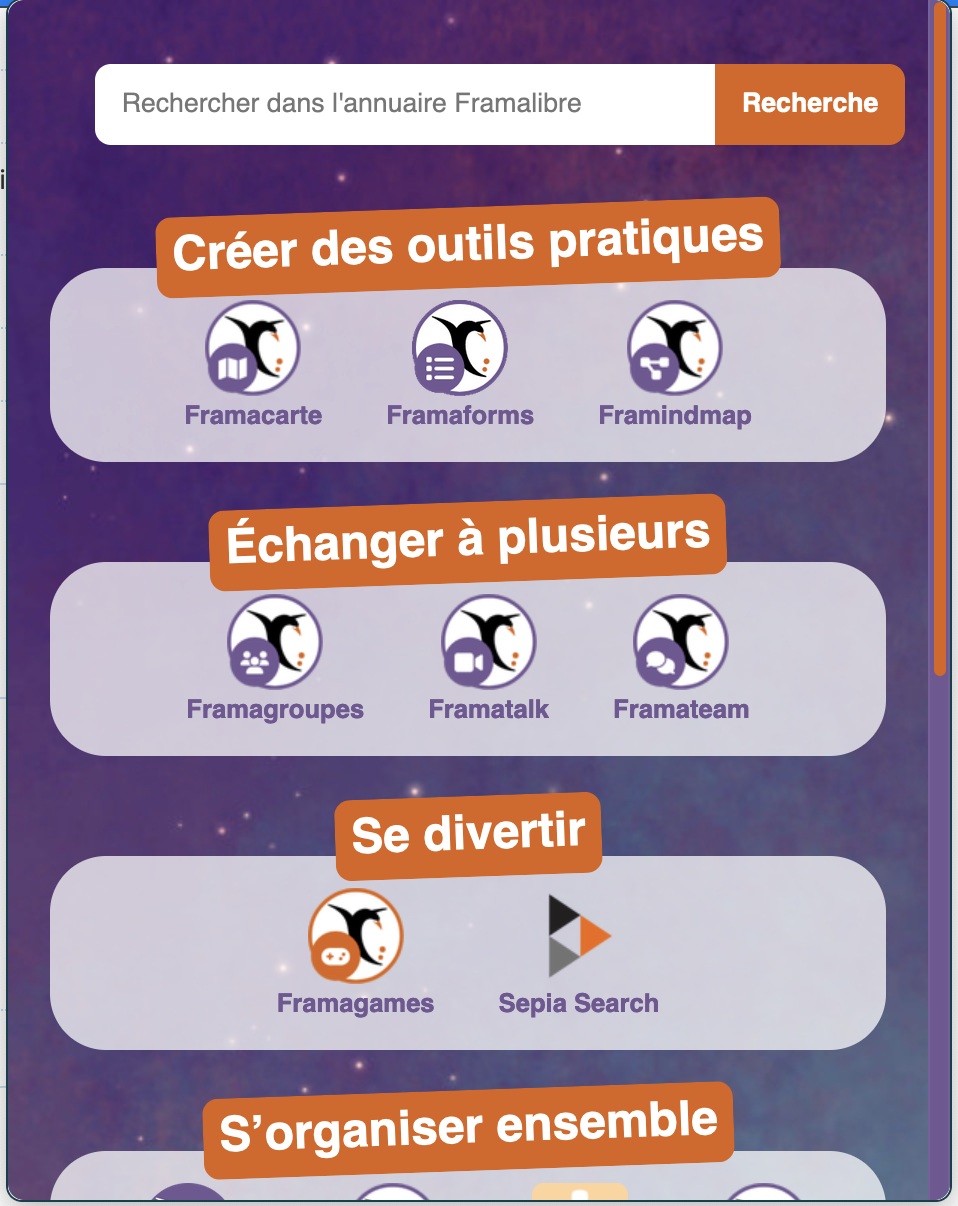 Rechercher dans l'annuaire Framalibre
Recherche
Créer des outils pratiques
Framacarte
Framaforms
Framindmap
Échanger à plusieurs
Framagroupes
Framatalk
Framateam
Se divertir
Framagames
Sepia Search
S’organiser ensemble